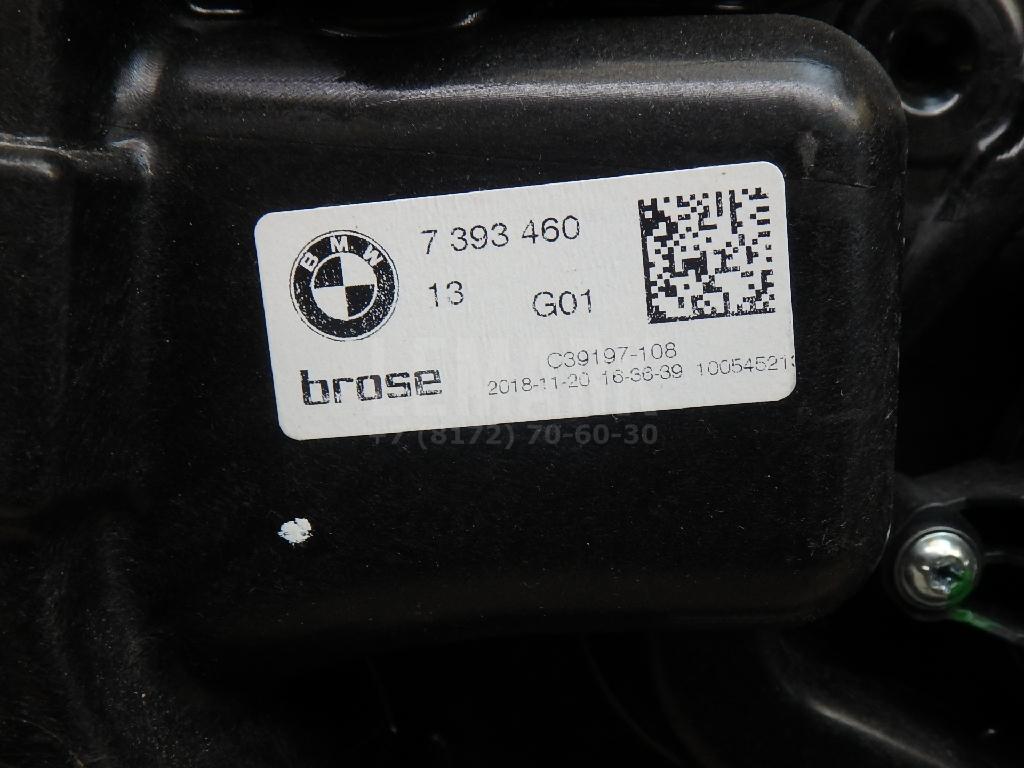 BMW
7 393 460
13 G01
brose
C39197-108
2018-11-20 16-36-39 10054521
+7 (8172) 70-60-30